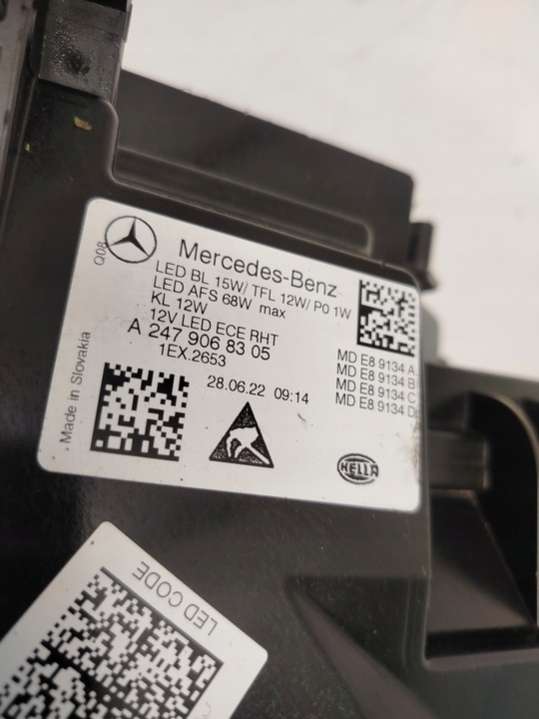 Q08
Mercedes-Benz
LED BL 15W/ TFL 12W/ PO 1W
LED AFS 68W max
KL 12W
12V LED ECE RHT
A 247 906 83 05
1EX.2653
28.06.22 09:14
MD E8 9134 A
MD E8 9134 B
MD E8 9134 C
MD E8 9134 D
Made in Slovakia
HELLA
LED CODE